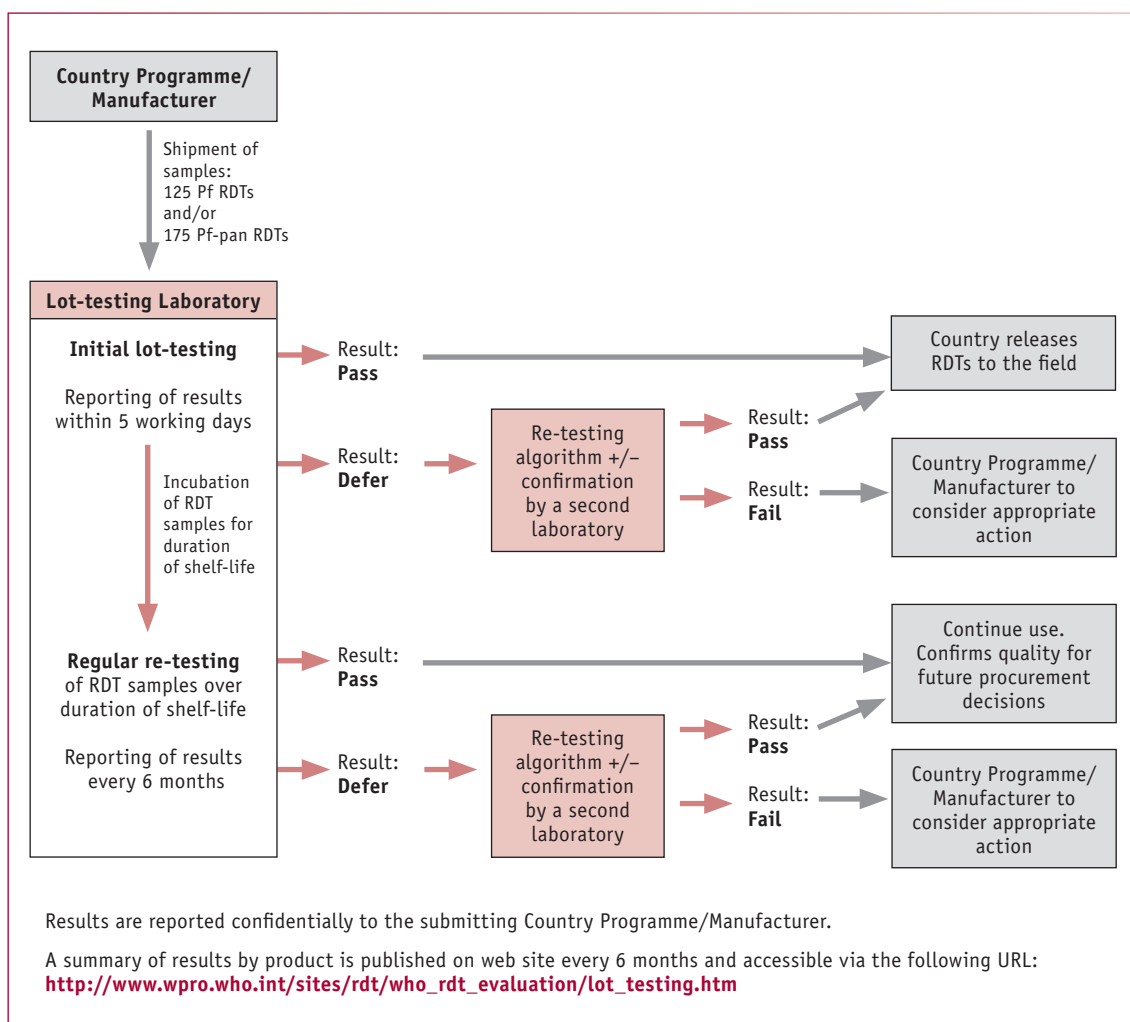 Country Programme/
Manufacturer
Shipment of
samples:
125 Pf RDTs
and/or
175 Pf-pan RDTs
Lot-testing Laboratory
Initial lot-testing
Reporting of results
within 5 working days
Incubation
of RDT
samples for
duration
of shelf-life
Regular re-testing
of RDT samples over
duration of shelf-life
Reporting of results
every 6 months
Result:
Pass
Country releases
RDTs to the field
Result:
Defer
Re-testing
algorithm +/–
confirmation
by a second
laboratory
Result:
Pass
Result:
Fail
Country Programme/
Manufacturer to
consider appropriate
action
Result:
Pass
Continue use.
Confirms quality for
future procurement
decisions
Result:
Defer
Re-testing
algorithm +/–
confirmation
by a second
laboratory
Result:
Pass
Result:
Fail
Country Programme/
Manufacturer to
consider appropriate
action
Results are reported confidentially to the submitting Country Programme/Manufacturer.
A summary of results by product is published on web site every 6 months and accessible via the following URL:
http://www.wpro.who.int/sites/rdt/who_rdt_evaluation/lot_testing.htm